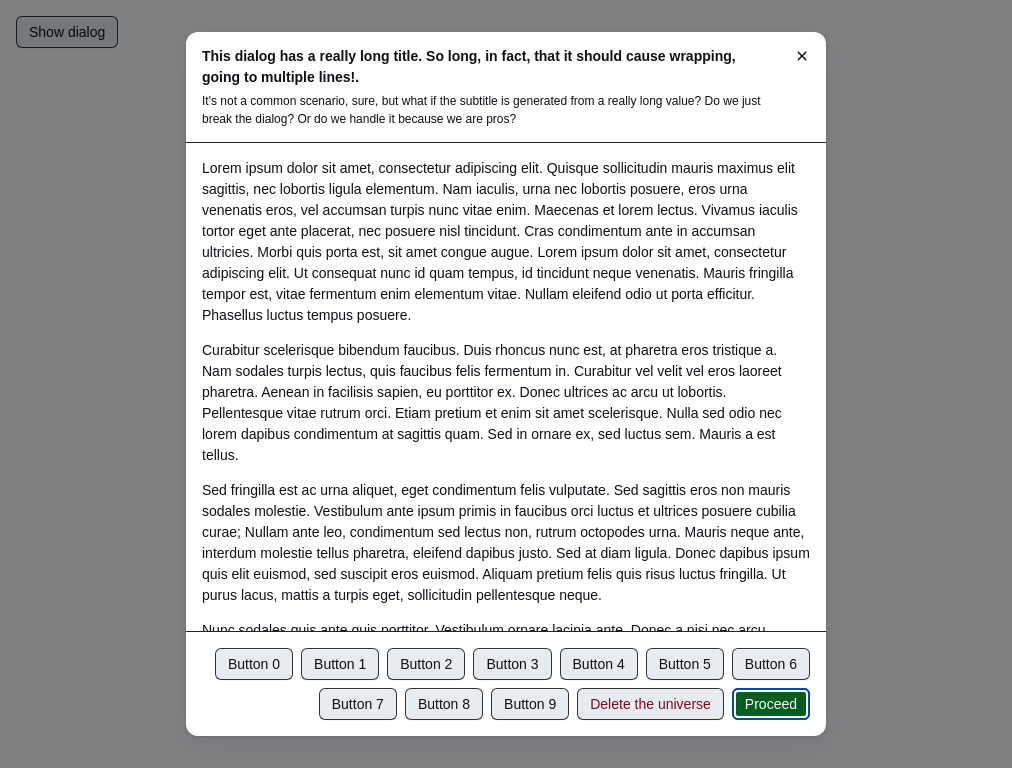 Show dialog
This dialog has a really long title. So long, in fact, that it should cause wrapping,
going to multiple lines!.
It's not a common scenario, sure, but what if the subtitle is generated from a really long value? Do we just
break the dialog? Or do we handle it because we are pros?
Lorem ipsum dolor sit amet, consectetur adipiscing elit. Quisque sollicitudin mauris maximus elit
sagittis, nec lobortis ligula elementum. Nam iaculis, urna nec lobortis posuere, eros urna
venenatis eros, vel accumsan turpis nunc vitae enim. Maecenas et lorem lectus. Vivamus iaculis
tortor eget ante placerat, nec posuere nisl tincidunt. Cras condimentum ante in accumsan
ultricies. Morbi quis porta est, sit amet congue augue. Lorem ipsum dolor sit amet, consectetur
adipiscing elit. Ut consequat nunc id quam tempus, id tincidunt neque venenatis. Mauris fringilla
tempor est, vitae fermentum enim elementum vitae. Nullam eleifend odio ut porta efficitur.
Phasellus luctus tempus posuere.
Curabitur scelerisque bibendum faucibus. Duis rhoncus nunc est, at pharetra eros tristique a.
Nam sodales turpis lectus, quis faucibus felis fermentum in. Curabitur vel velit vel eros laoreet
pharetra. Aenean in facilisis sapien, eu porttitor ex. Donec ultrices ac arcu ut lobortis.
Pellentesque vitae rutrum orci. Etiam pretium et enim sit amet scelerisque. Nulla sed odio nec
lorem dapibus condimentum at sagittis quam. Sed in ornare ex, sed luctus sem. Mauris a est
tellus.
Sed fringilla est ac urna aliquet, eget condimentum felis vulputate. Sed sagittis eros non mauris
sodales molestie. Vestibulum ante ipsum primis in faucibus orci luctus et ultrices posuere cubilia
curae; Nullam ante leo, condimentum sed lectus non, rutrum octopodes urna. Mauris neque ante,
interdum molestie tellus pharetra, eleifend dapibus justo. Sed at diam ligula. Donec dapibus ipsum
quis elit euismod, sed suscipit eros euismod. Aliquam pretium felis quis risus luctus fringilla. Ut
purus lacus, mattis a turpis eget, sollicitudin pellentesque neque.
Nunc sodales quis ante quis porttitor. Vestibulum ornare lacinia ante. Donec a nisi nec arcu
Button 0 Button 1 Button 2 Button 3 Button 4 Button 5 Button 6
Button 7 Button 8 Button 9 Delete the universe Proceed